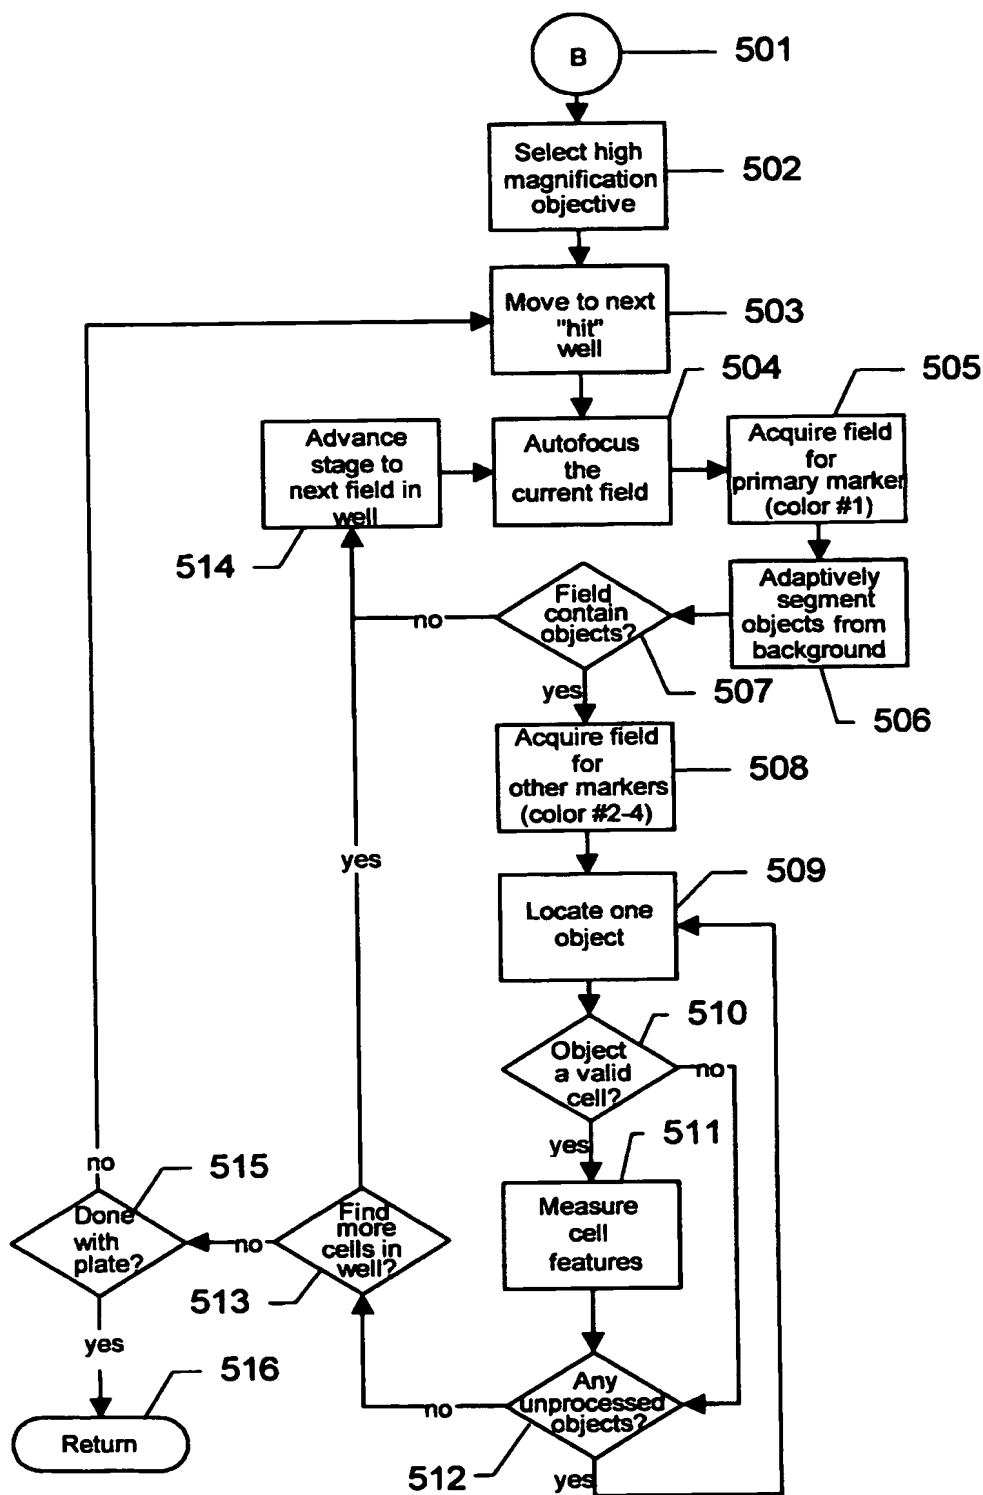 B
501
Select high
magnification
objective
502
Move to next
"hit"
well
503
504
505
Advance
stage to
next field in
well
Autofocus
the
current field
Acquire field
for
primary marker
(color #1)
514
Field
contain
objects?
no
yes
507
Adaptively
segment
objects from
background
506
Acquire field
for
other markers
(color #2-4)
508
yes
509
Locate one
object
510
Object
a valid
cell?
no
yes
511
Measure
cell
features
no
515
Done
with
plate?
no
Find
more
cells in
well?
513
yes
516
Return
Any
unprocessed
objects?
no
512
yes